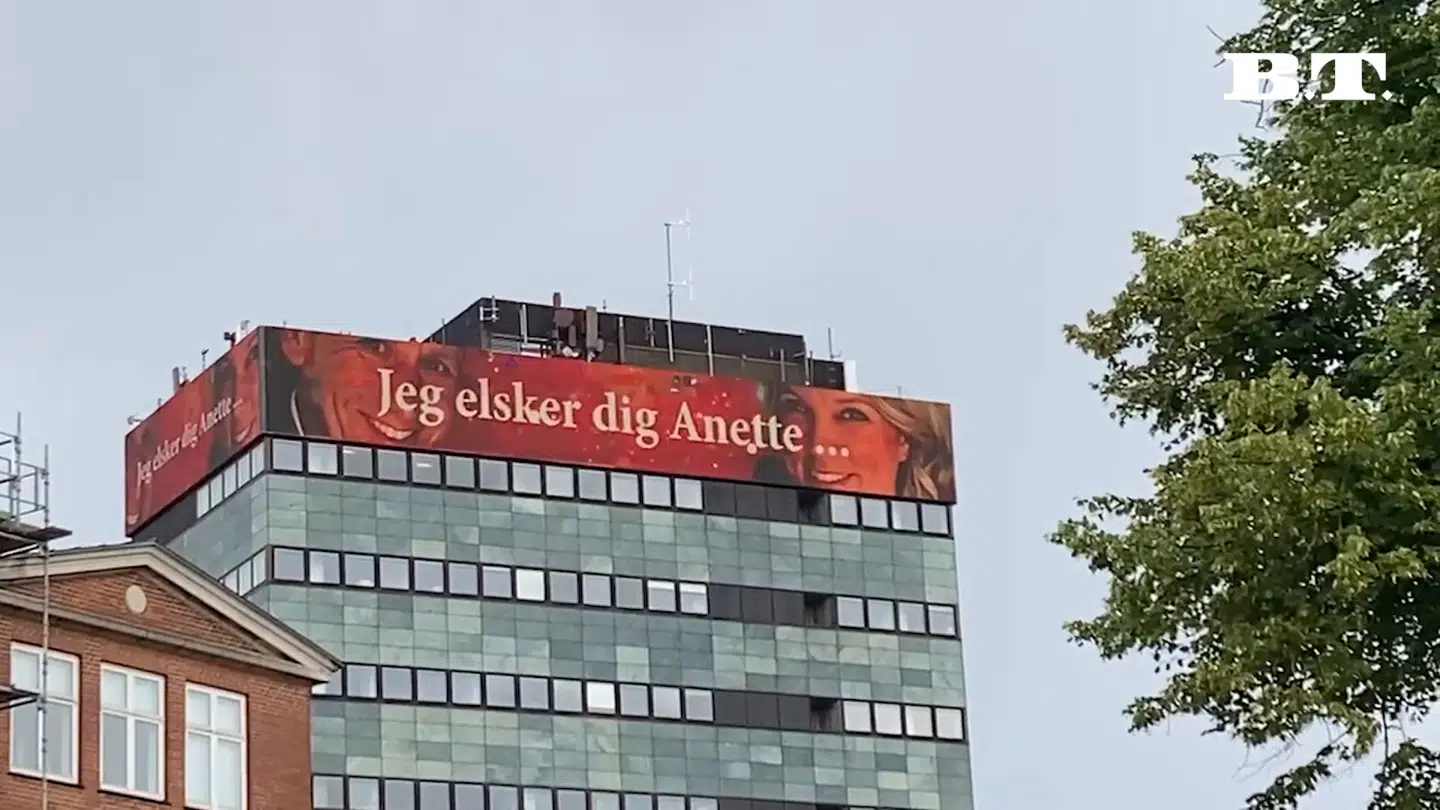 B.T.
Jeg elsker dig Anette ...
Jeg elsker dig Anette ...